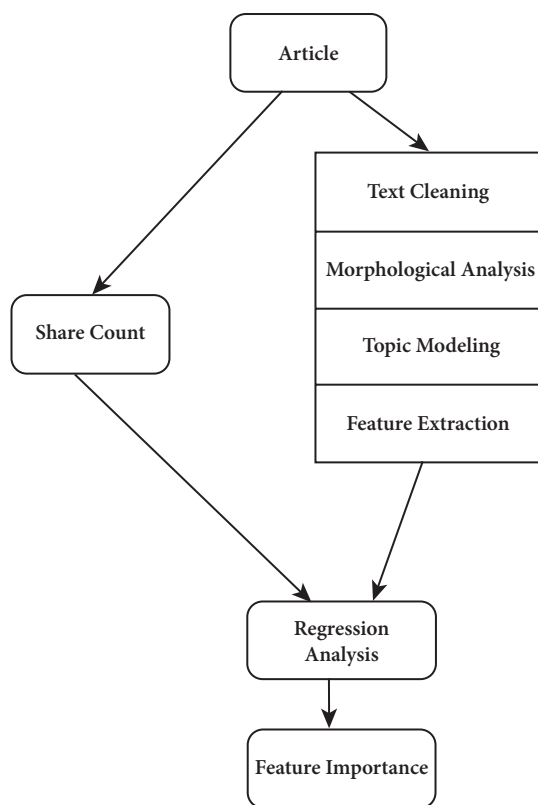 Article
Text Cleaning
Morphological Analysis
Share Count
Topic Modeling
Feature Extraction
Regression
Analysis
Feature Importance